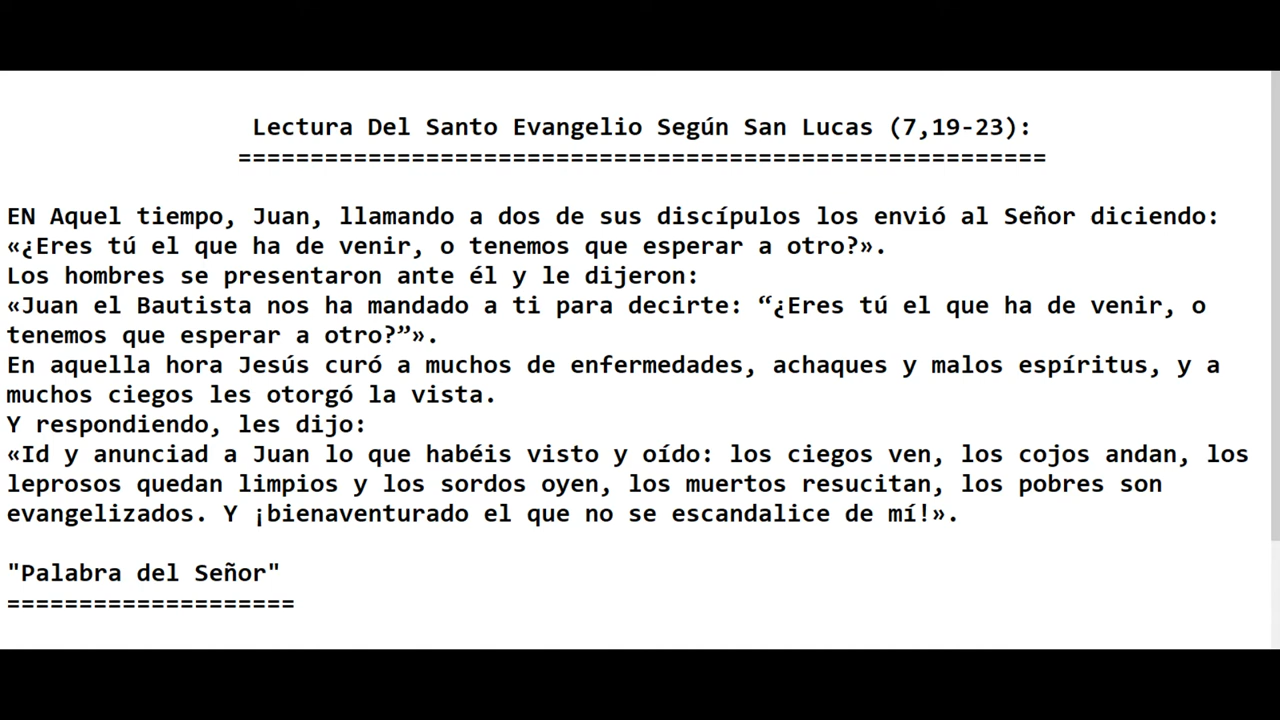 Lectura Del Santo Evangelio Según San Lucas (7,19-23):
========================================================
EN Aquel tiempo, Juan, llamando a dos de sus discípulos los envió al Señor diciendo:
«¿Eres tú el que ha de venir, o tenemos que esperar a otro?».
Los hombres se presentaron ante él y le dijeron:
«Juan el Bautista nos ha mandado a ti para decirte: “¿Eres tú el que ha de venir, o
tenemos que esperar a otro?”».
En aquella hora Jesús curó a muchos de enfermedades, achaques y malos espíritus, y a
muchos ciegos les otorgó la vista.
Y respondiendo, les dijo:
«Id y anunciad a Juan lo que habéis visto y oído: los ciegos ven, los cojos andan, los
leprosos quedan limpios y los sordos oyen, los muertos resucitan, los pobres son
evangelizados. Y ¡bienaventurado el que no se escandalice de mí!».
"Palabra del Señor"
====================